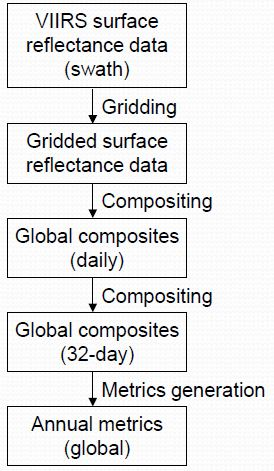 VIIRS surface
reflectance data
(swath)
Gridding
Gridded surface
reflectance data
Compositing
Global composites
(daily)
Compositing
Global composites
(32-day)
Metrics generation
Annual metrics
(global)